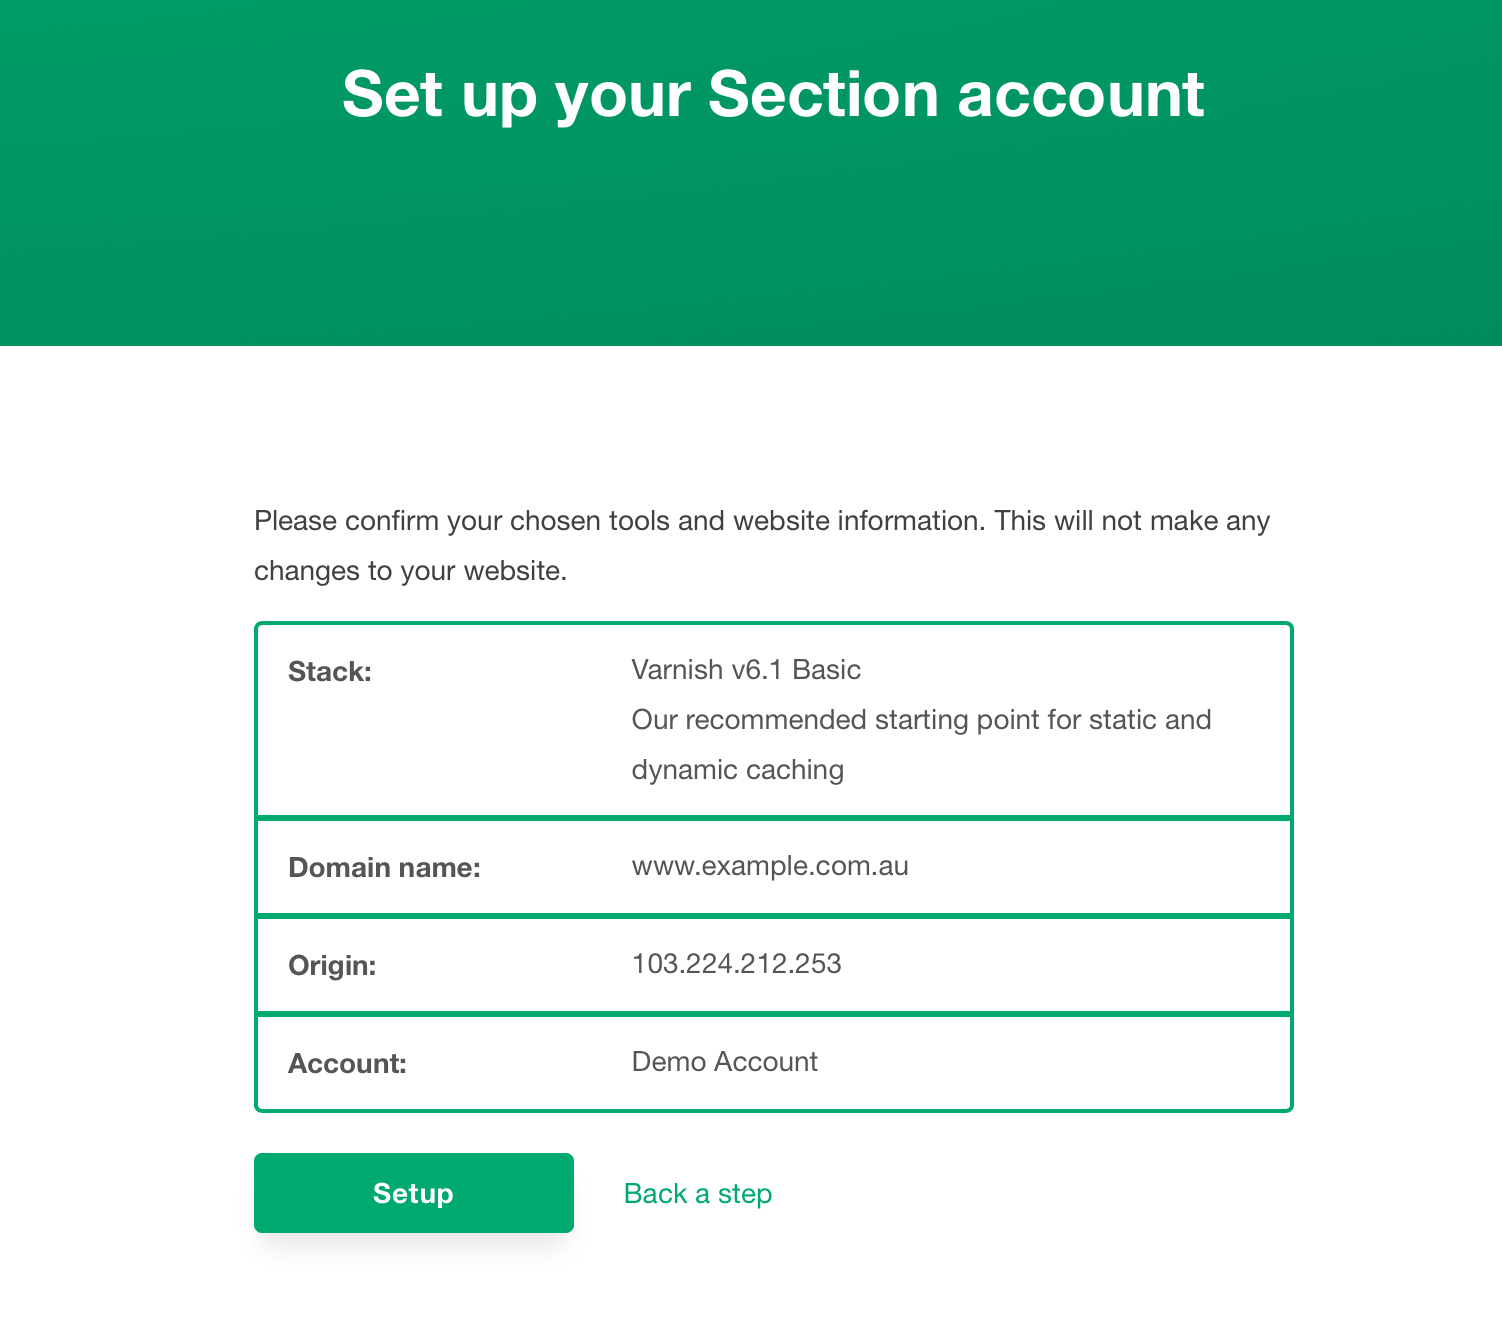 Set up your Section account
Please confirm your chosen tools and website information. This will not make any
changes to your website.
Stack:
Varnish v6.1 Basic
Our recommended starting point for static and
dynamic caching
Domain name:
www.example.com.au
Origin:
103.224.212.253
Account:
Demo Account
Setup
Back a step